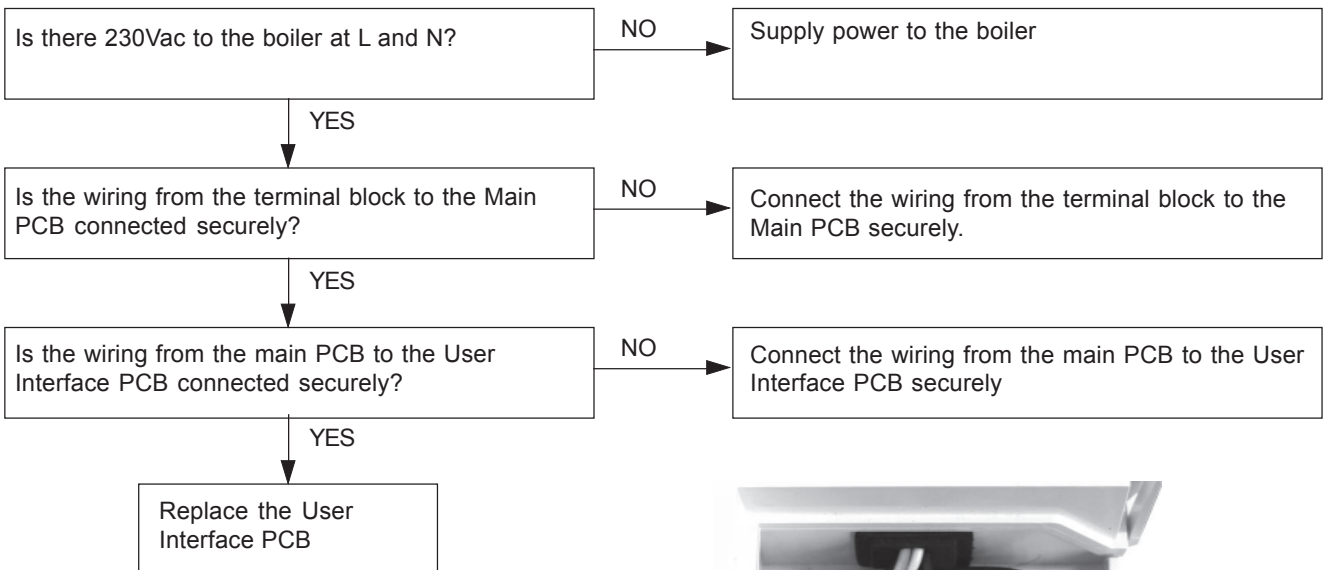 Is there 230Vac to the boiler at L and N?
NO
Supply power to the boiler
YES
Is the wiring from the terminal block to the Main
PCB connected securely?
NO
Connect the wiring from the terminal block to the
Main PCB securely.
YES
Is the wiring from the main PCB to the User
Interface PCB connected securely?
NO
Connect the wiring from the main PCB to the User
Interface PCB securely
YES
Replace the User
Interface PCB